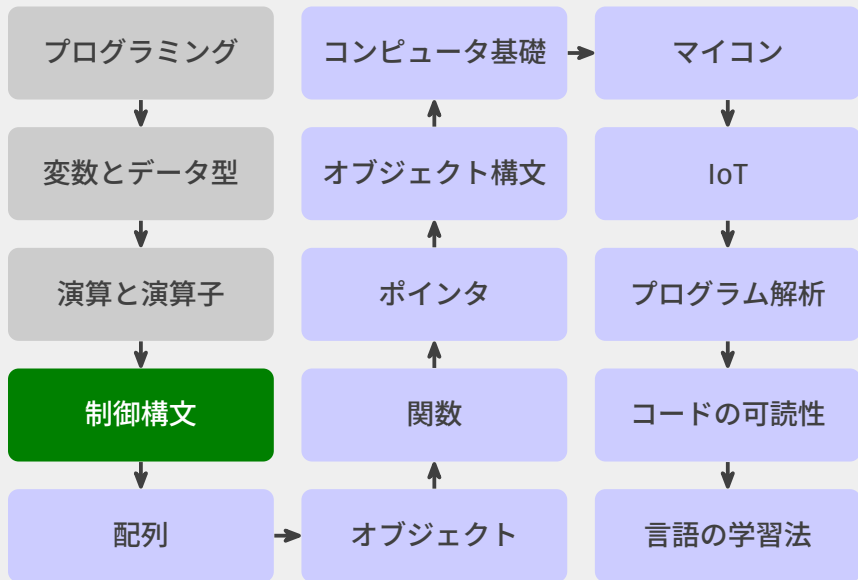 プログラミング
変数とデータ型
演算と演算子
制御構文
配列
オブジェクト
関数
ポインタ
オブジェクト構文
コンピュータ基礎
マイコン
IoT
プログラム解析
コードの可読性
言語の学習法